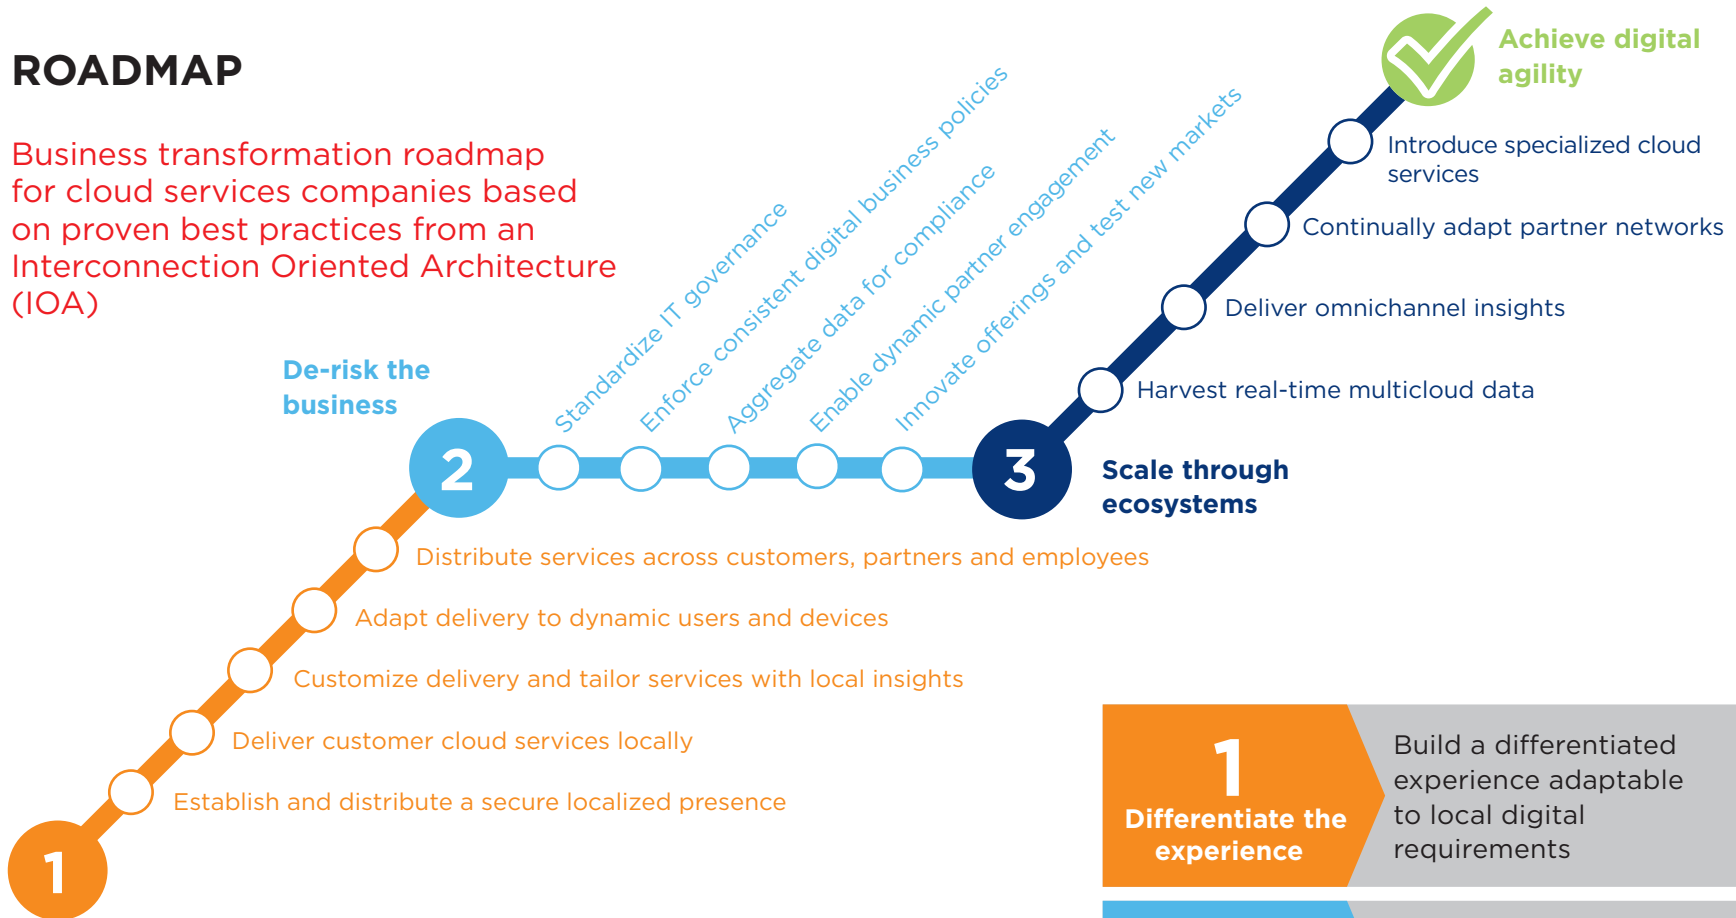 ROADMAP
Business transformation roadmap
for cloud services companies based
on proven best practices from an
Interconnection Oriented Architecture
(IOA)
1
Establish and distribute a secure localized presence
Deliver customer cloud services locally
Customize delivery and tailor services with local insights
Adapt delivery to dynamic users and devices
Distribute services across customers, partners and employees
De-risk the
business
2
Standardize IT governance
Enforce consistent digital business policies
Aggregate data for compliance
Enable dynamic partner engagement
Innovate offerings and test new markets
3
Scale through
ecosystems
Harvest real-time multicloud data
Deliver omnichannel insights
Continually adapt partner networks
Introduce specialized cloud
services
Achieve digital
agility
1
Differentiate the
experience
Build a differentiated
experience adaptable
to local digital
requirements